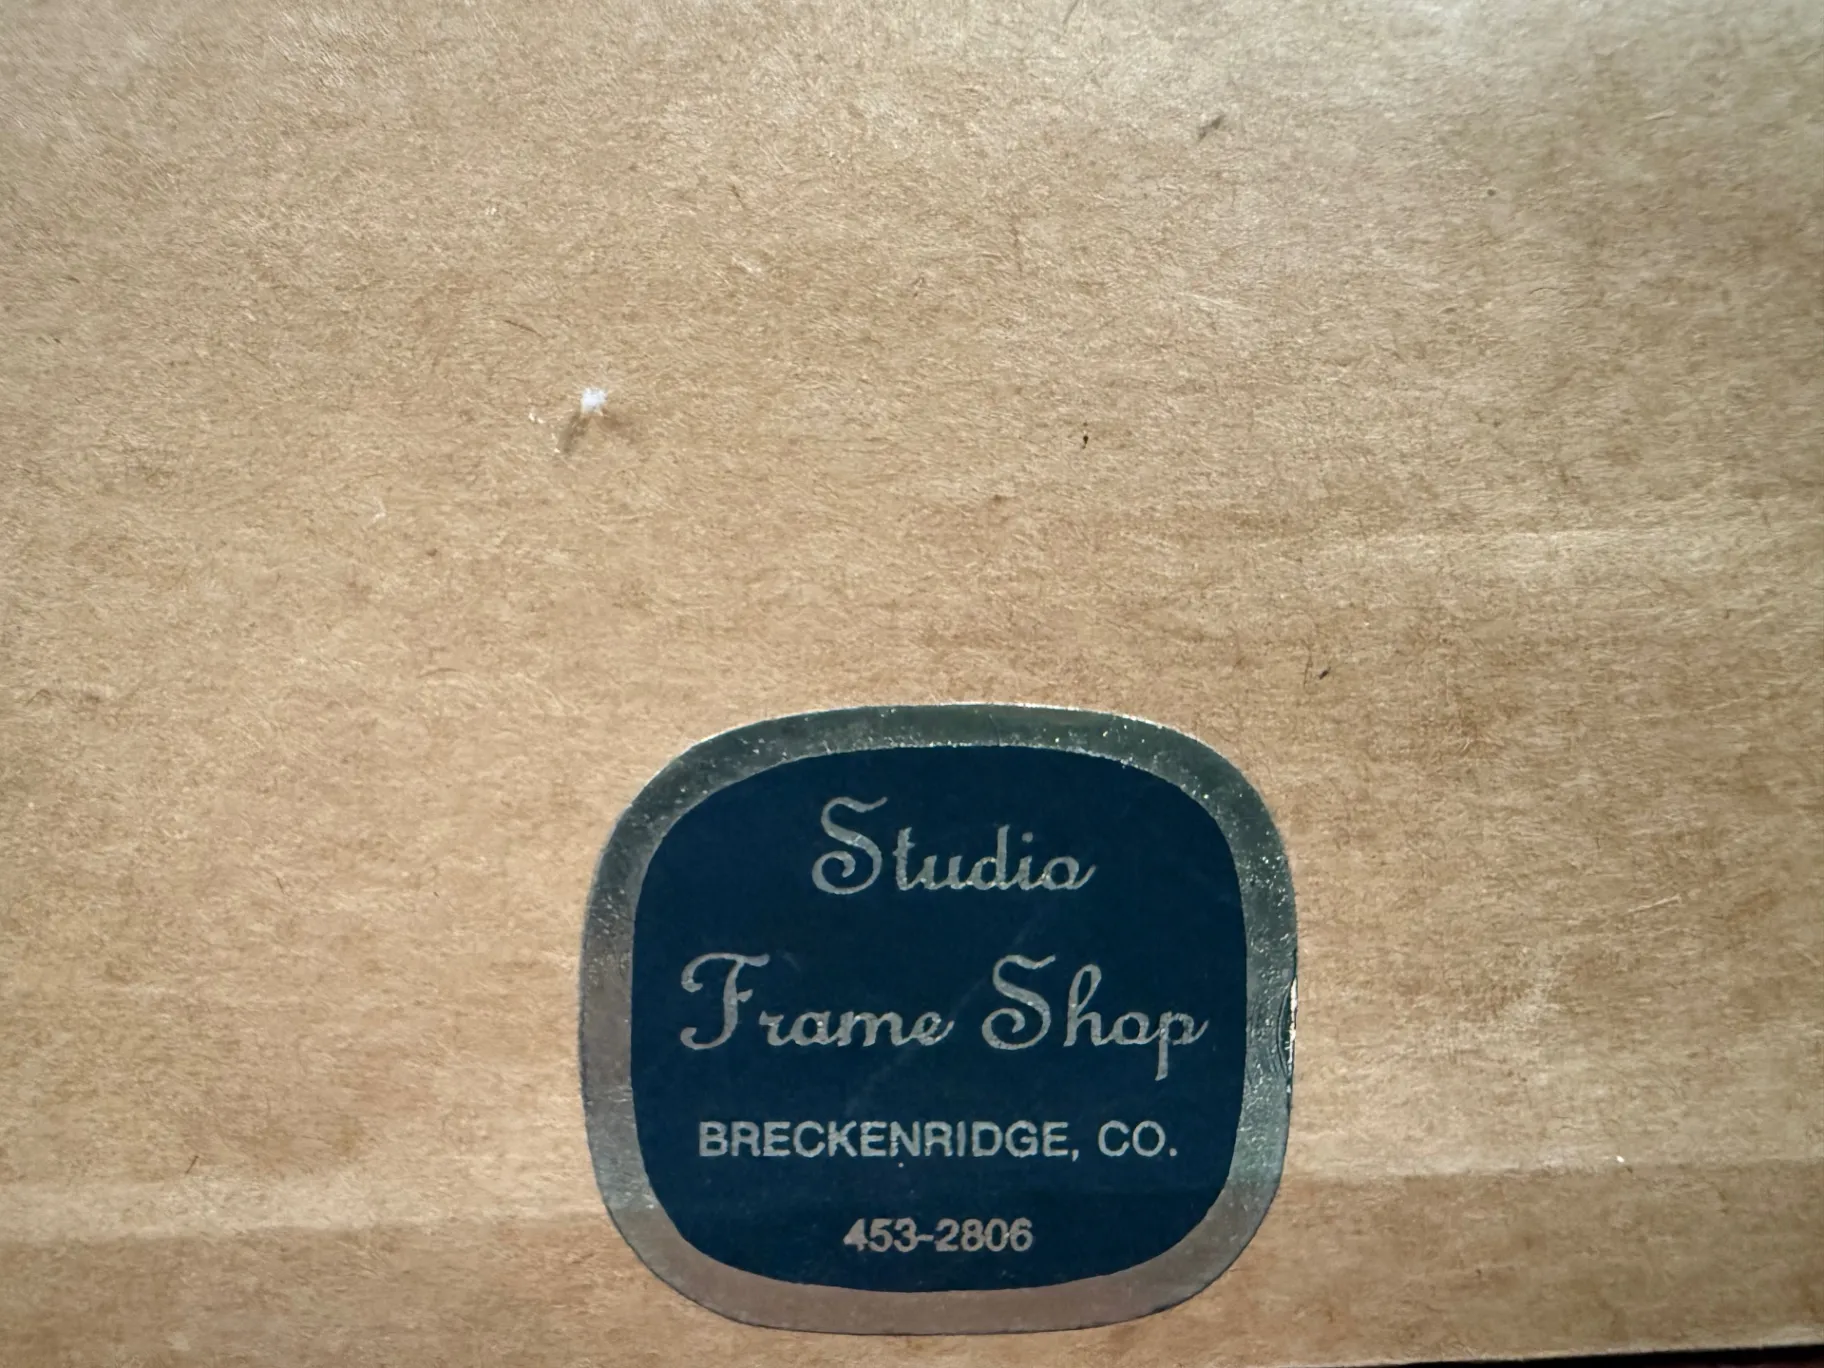 Studio
Frame Shop
BRECKENRIDGE, CO.
453-2806